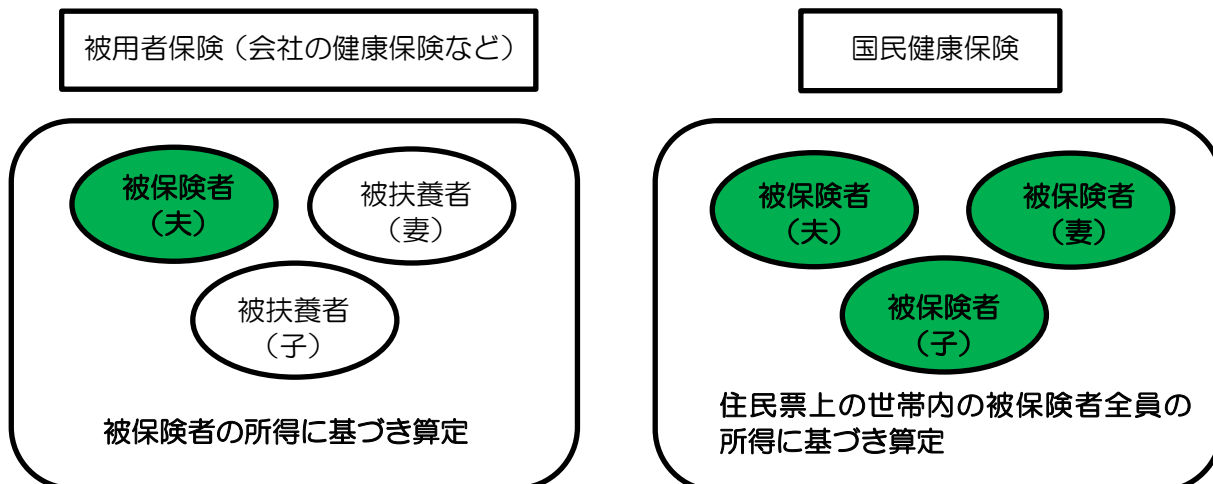 被用者保険（会社の健康保険など）
国民健康保険
被保険者
（夫）
被扶養者
（妻）
被扶養者
（子）
被保険者の所得に基づき算定
被保険者
（夫）
被保険者
（妻）
被保険者
（子）
住民票上の世帯内の被保険者全員の
所得に基づき算定